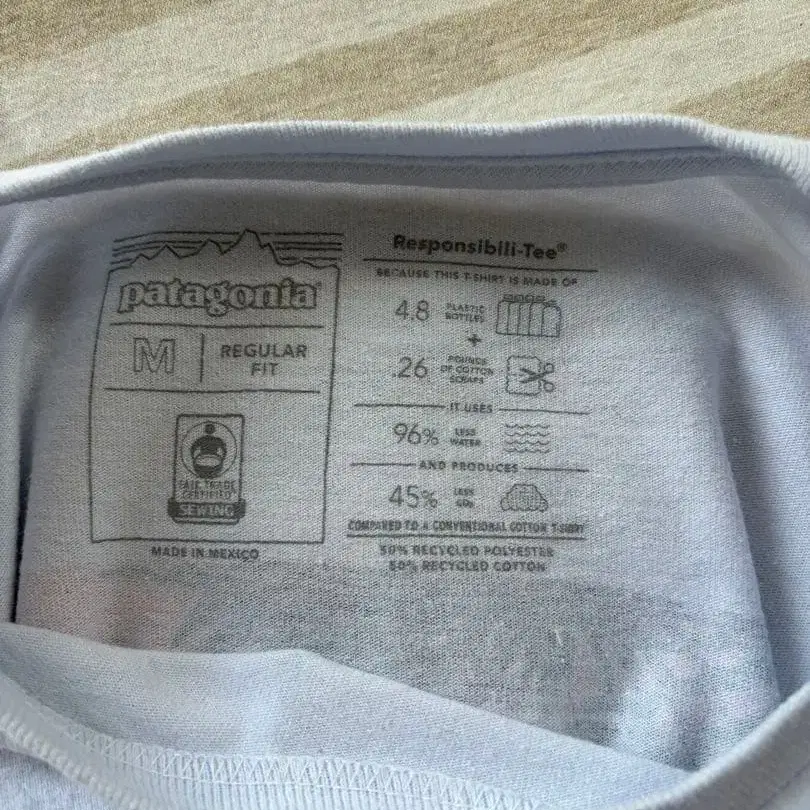 patagonia
M
REGULAR
FIT
FAIR TRADE
CERTIFIED
SEWING
MADE IN MEXICO
Responsibili-Tee®
BECAUSE THIS T-SHIRT IS MADE OF
4.8 PLASTIC
BOTTLES
+
.26 POUNDS
OF COTTON
SCRAPS
IT USES
96% LESS
WATER
AND PRODUCES
45% LESS
CO₂
COMPARED TO A CONVENTIONAL COTTON T-SHIRT
50% RECYCLED POLYESTER
50% RECYCLED COTTON